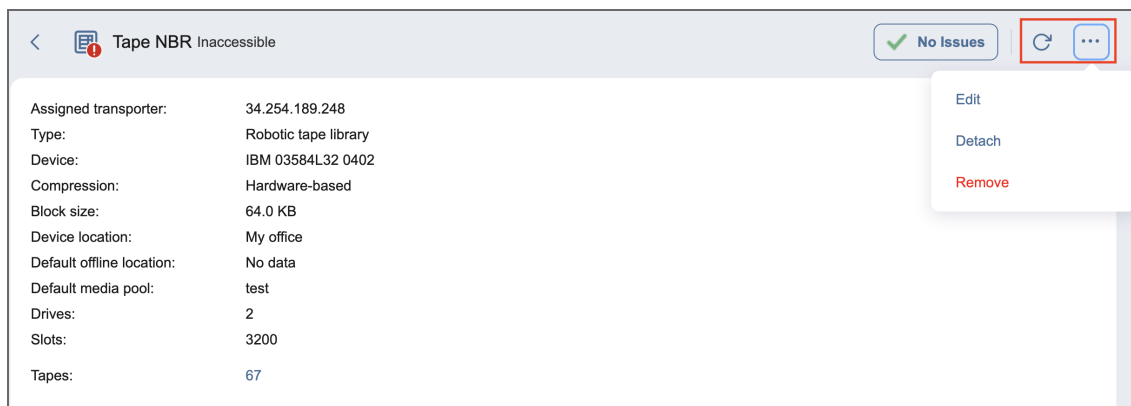 Tape NBR Inaccessible
No Issues
Edit
Detach
Remove
Assigned transporter: 34.254.189.248
Type: Robotic tape library
Device: IBM 03584L32 0402
Compression: Hardware-based
Block size: 64.0 KB
Device location: My office
Default offline location: No data
Default media pool: test
Drives: 2
Slots: 3200
Tapes: 67